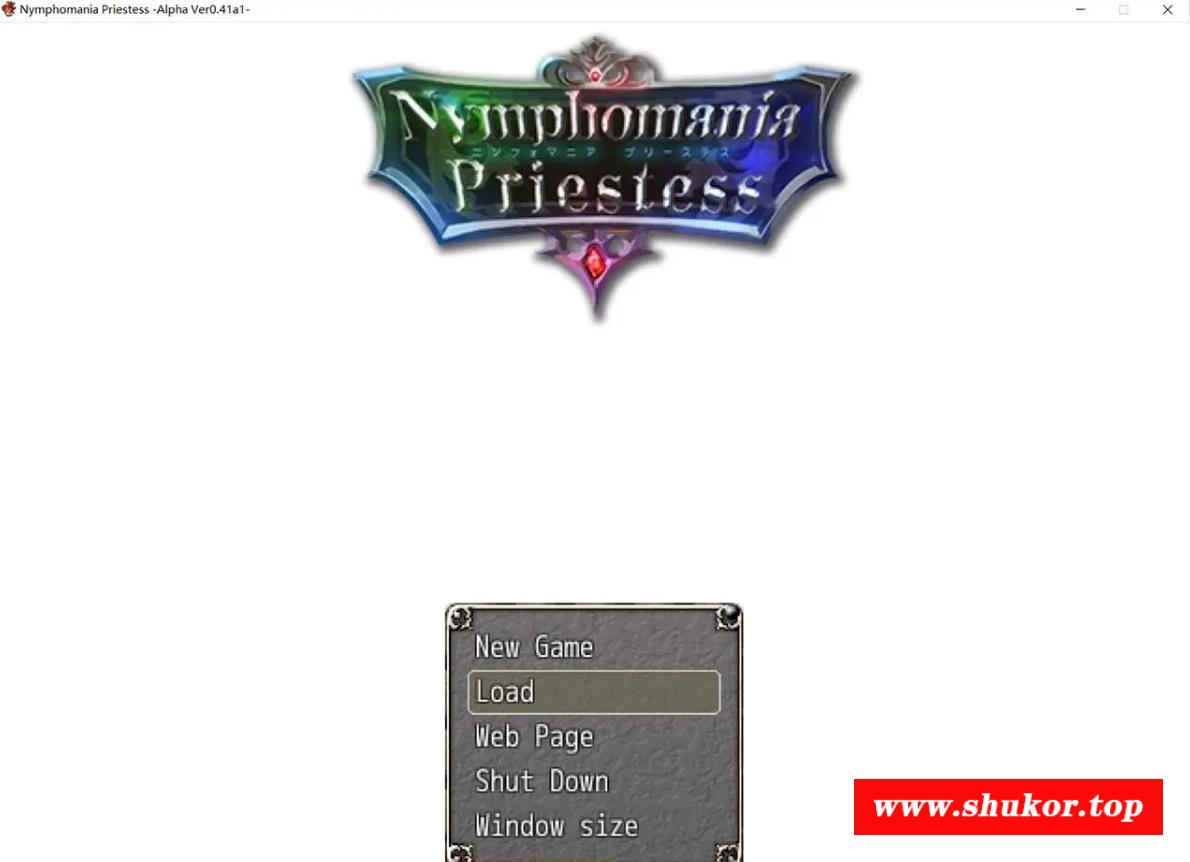 Nymphomania Priestess -Alpha Ver0.41a1-
Nymphomania
ニンフォマニア プリーステス
Priestess
New Game
Load
Web Page
Shut Down
Window size
www.shukor.top